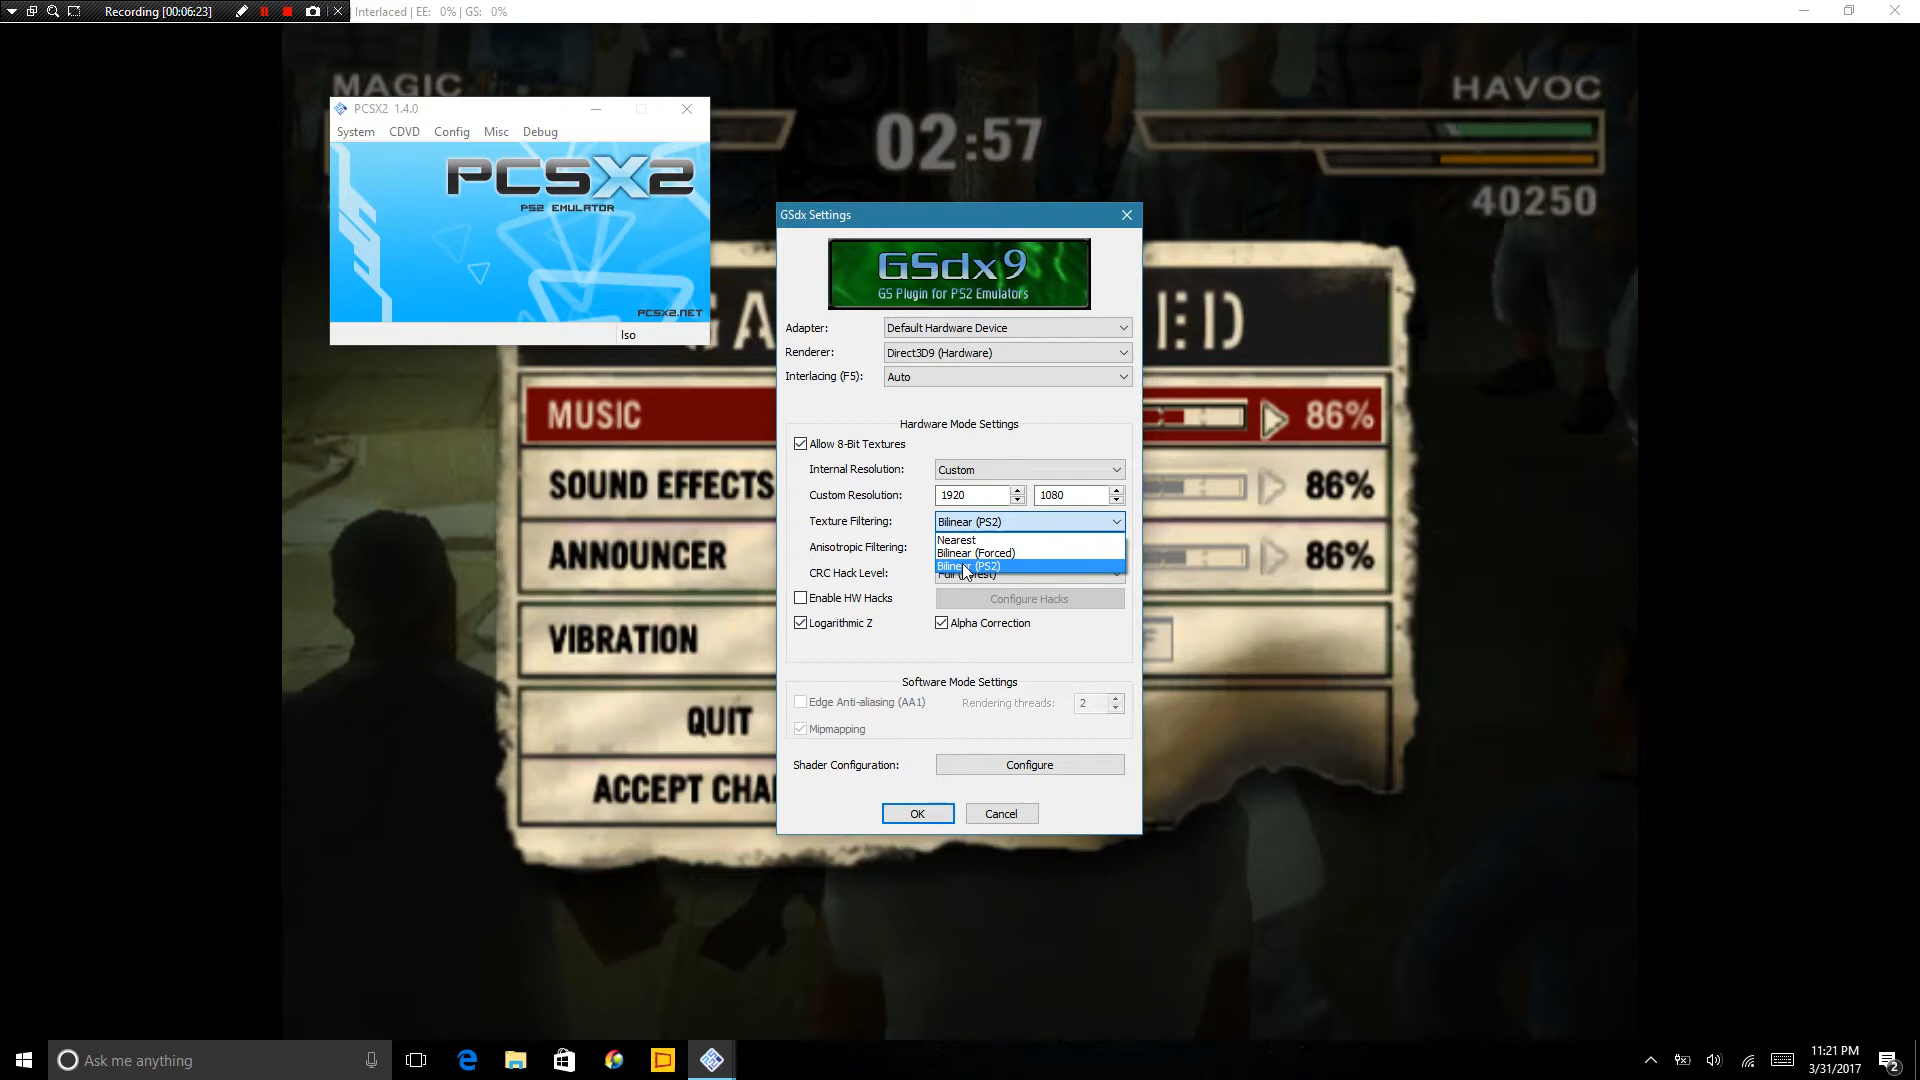 Recording [00:06:23]
Interlaced | EE: 0% | GS: 0%
MAGIC
HAVOC
02:57
40250
PCSX2 1.4.0
System CDVD Config Misc Debug
PCSX2
PS2 EMULATOR
PCSX2.NET
Iso
GSdx Settings
GSdx9
GS Plugin for PS2 Emulators
Adapter: Default Hardware Device
Renderer: Direct3D9 (Hardware)
Interlacing (F5): Auto
Hardware Mode Settings
Allow 8-Bit Textures
Internal Resolution: Custom
Custom Resolution: 1920 1080
Texture Filtering: Bilinear (PS2)
Nearest
Bilinear (Forced)
Bilinear (PS2)
Anisotropic Filtering:
CRC Hack Level:
Enable HW Hacks Configure Hacks
Logarithmic Z Alpha Correction
Software Mode Settings
Edge Anti-aliasing (AA1) Rendering threads: 2
Mipmapping
Shader Configuration: Configure
OK Cancel
MUSIC 86%
SOUND EFFECTS 86%
ANNOUNCER 86%
VIBRATION
QUIT
ACCEPT CHA
Ask me anything
11:21 PM
3/31/2017
2